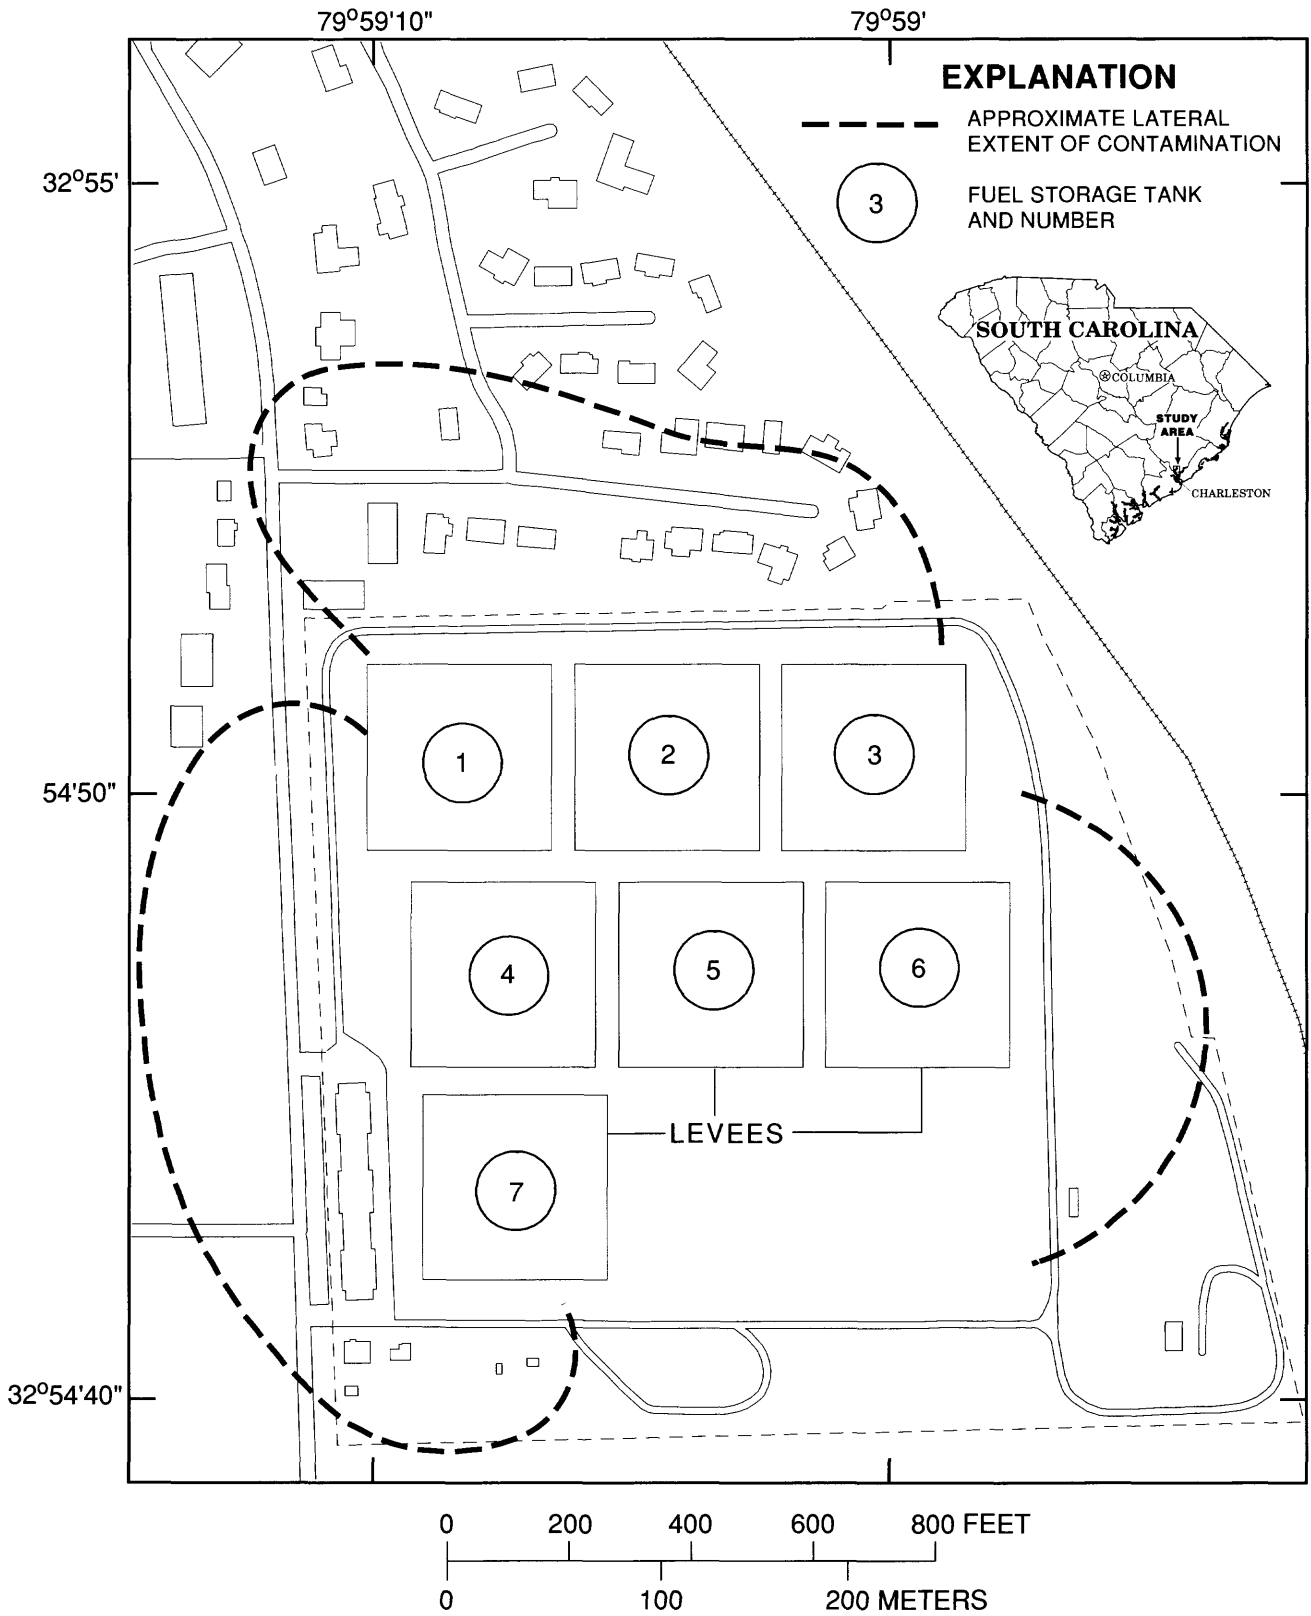 79°59'10"
79°59'
EXPLANATION
APPROXIMATE LATERAL
EXTENT OF CONTAMINATION
32°55'
3
FUEL STORAGE TANK
AND NUMBER
SOUTH CAROLINA
COLUMBIA
STUDY
AREA
CHARLESTON
1
2
3
54'50"
4
5
6
LEVEES
7
32°54'40"
0 200 400 600 800 FEET
0 100 200 METERS